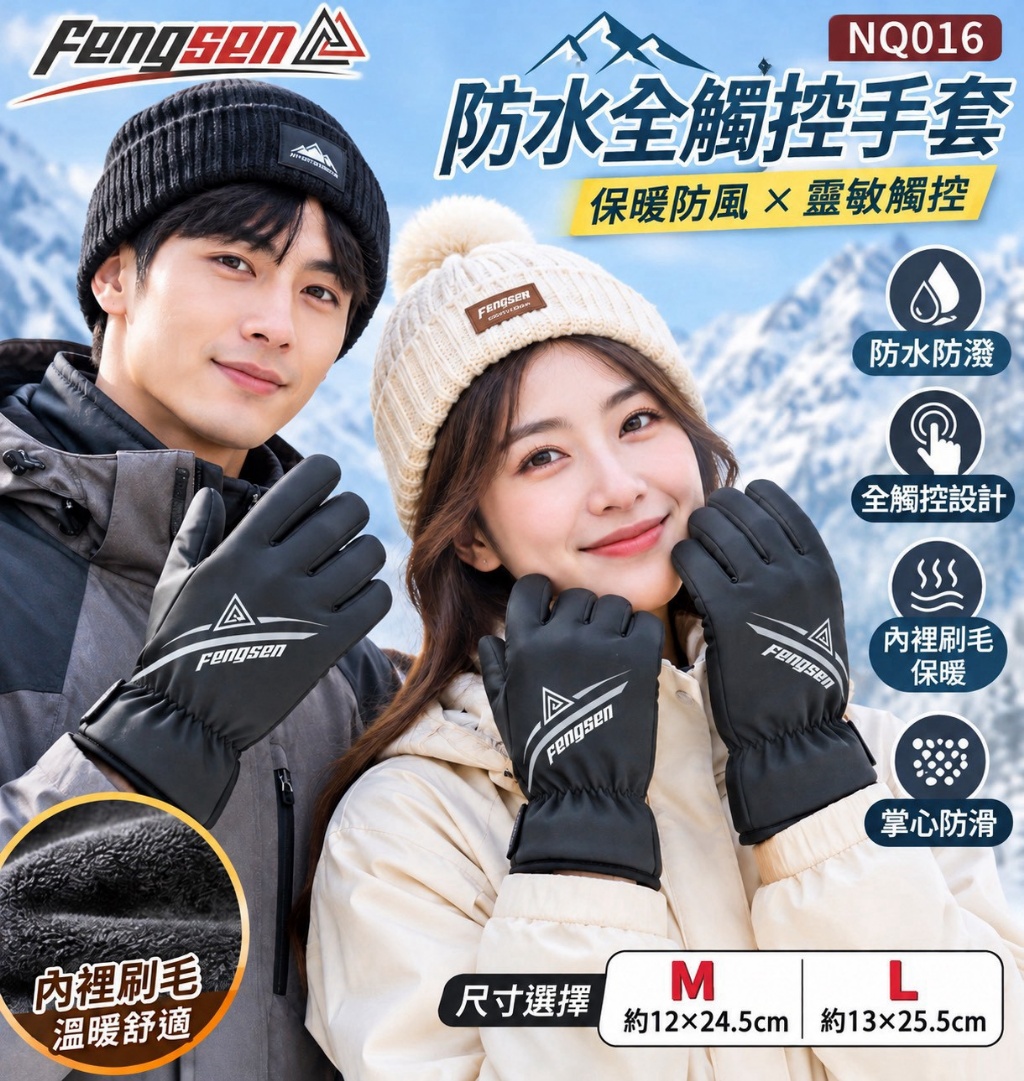 Fengsen
NQ016
防水全觸控手套
保暖防風 × 靈敏觸控
防水防潑
全觸控設計
內裡刷毛
保暖
掌心防滑
FENGSEN
Fengsen
Fengsen
Fengsen
內裡刷毛
溫暖舒適
尺寸選擇
M
約12×24.5cm
L
約13×25.5cm